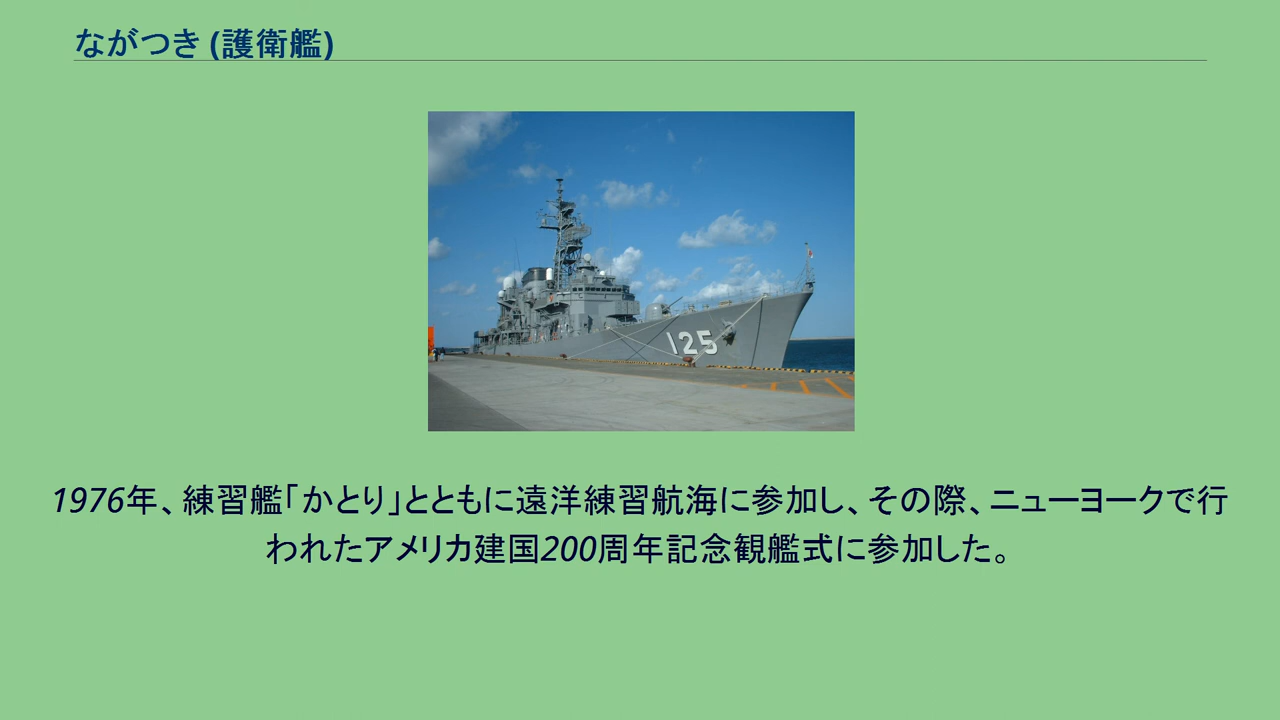 ながつき (護衛艦)
125
1976年、練習艦「かとり」とともに遠洋練習航海に参加し、その際、ニューヨークで行
われたアメリカ建国200周年記念観艦式に参加した。